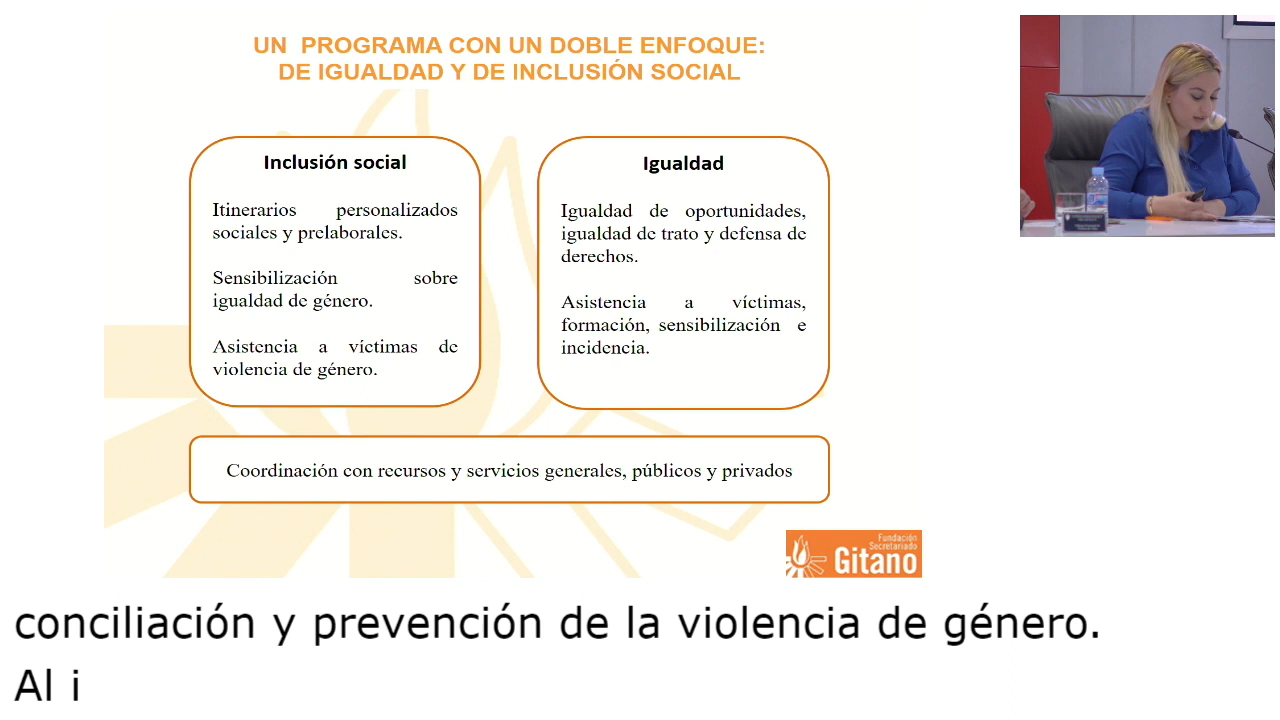 UN PROGRAMA CON UN DOBLE ENFOQUE:
DE IGUALDAD Y DE INCLUSIÓN SOCIAL
Inclusión social
Itinerarios personalizados
sociales y prelaborales.
Sensibilización sobre
igualdad de género.
Asistencia a víctimas de
violencia de género.
Igualdad
Igualdad de oportunidades,
igualdad de trato y defensa de
derechos.
Asistencia a víctimas,
formación, sensibilización e
incidencia.
Coordinación con recursos y servicios generales, públicos y privados
Fundación
Secretariado
Gitano
conciliación y prevención de la violencia de género.
Al i